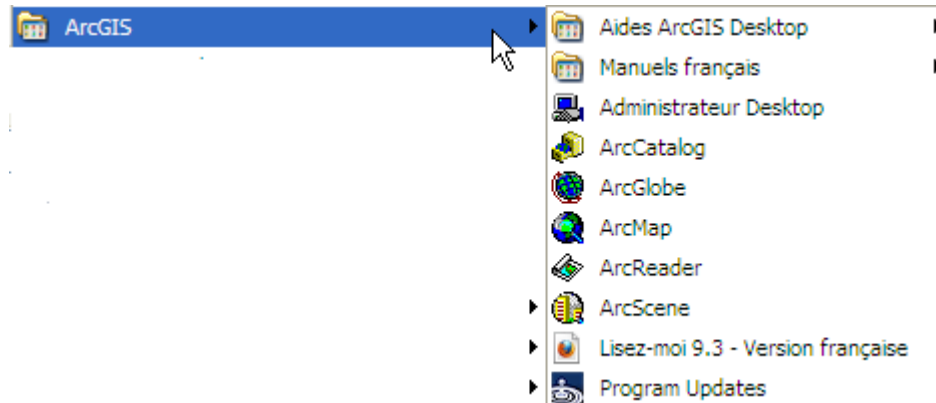 ArcGIS
Aides ArcGIS Desktop
Manuels français
Administrateur Desktop
ArcCatalog
ArcGlobe
ArcMap
ArcReader
ArcScene
Lisez-moi 9.3 - Version française
Program Updates